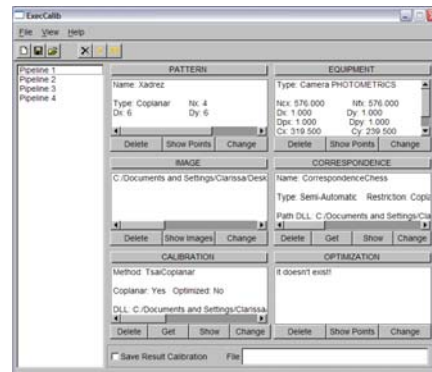 ExecCalib
File View Help
Pipeline 1
Pipeline 2
Pipeline 3
Pipeline 4
PATTERN
Name: Xadrez
Type: Coplanar Nx: 4
Dx: 6 Dy: 6
Delete Show Points Change
EQUIPMENT
Type: Camera PHOTOMETRICS
Ncx: 576.000 Nfx: 576.000
Dx: 1.000 Dy: 1.000
Dpx: 1.000 Dpy: 1.000
Cx: 319.500 Cy: 239.500
Delete Show Points Change
IMAGE
C:/Documents and Settings/Clarissa/Desk
Delete Show Images Change
CORRESPONDENCE
Name: CorrespondenceChess
Type: Semi-Automatic Restriction: Copla
Path DLL: C:/Documents and Settings/Cla
Delete Get Show Change
CALIBRATION
Method: TsaiCoplanar
Coplanar: Yes Optimized: No
DLL: C:/Documents and Settings/Clarissa
Delete Get Show Change
OPTIMIZATION
It doesn't exist!
Delete Show Points Change
Save Result Calibration File